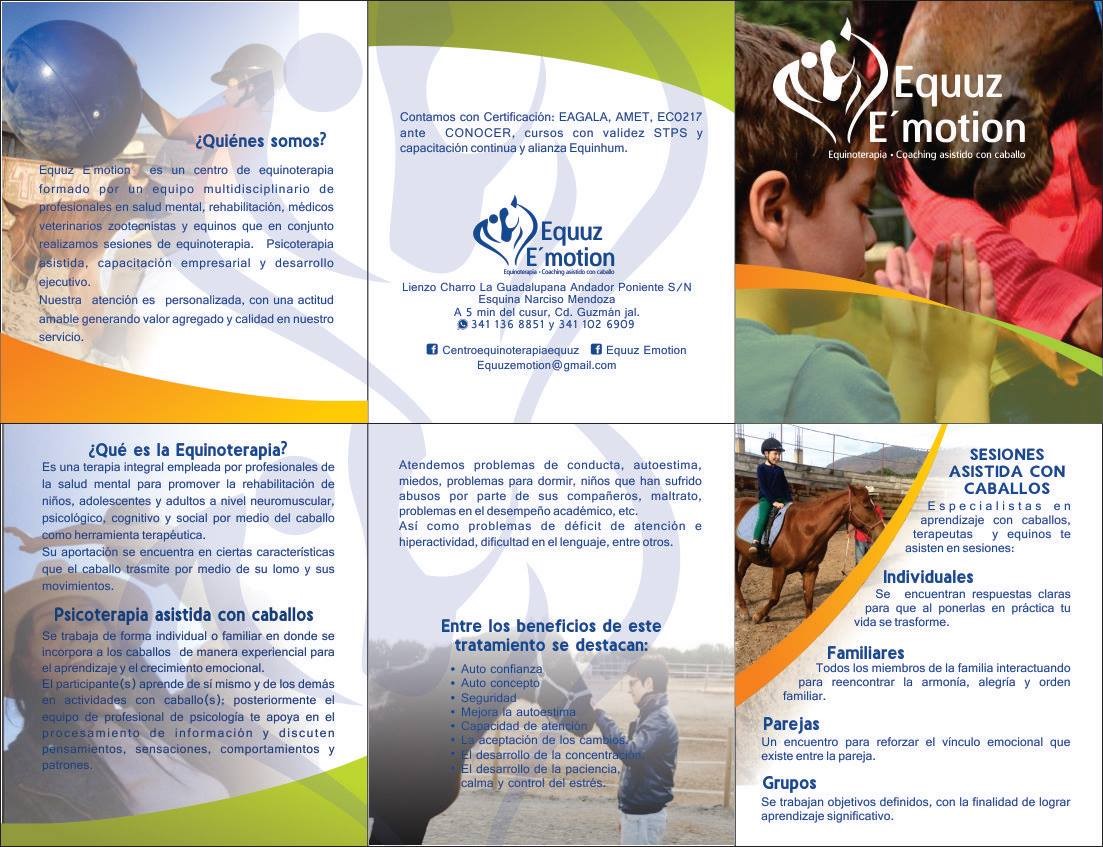 ¿Quiénes somos?
Equuz E´motion es un centro de equinoterapia
formado por un equipo multidisciplinario de
profesionales en salud mental, rehabilitación, médicos
veterinarios zootecnistas y equinos que en conjunto
realizamos sesiones de equinoterapia. Psicoterapia
asistida, capacitación empresarial y desarrollo
ejecutivo.
Nuestra atención es personalizada, con una actitud
amable generando valor agregado y calidad en nuestro
servicio.
Contamos con Certificación: EAGALA, AMET, EC0217
ante CONOCER, cursos con validez STPS y
capacitación continua y alianza Equinhum.
Equuz
E´motion
Equinoterapia • Coaching asistido con caballo
Lienzo Charro La Guadalupana Andador Poniente S/N
Esquina Narciso Mendoza
A 5 min del cusur, Cd. Guzmán jal.
341 136 8851 y 341 102 6909
Centroequinoterapiaequuz Equuz Emotion
Equuzemotion@gmail.com
Equuz
E´motion
Equinoterapia • Coaching asistido con caballo
¿Qué es la Equinoterapia?
Es una terapia integral empleada por profesionales de
la salud mental para promover la rehabilitación de
niños, adolescentes y adultos a nivel neuromuscular,
psicológico, cognitivo y social por medio del caballo
como herramienta terapéutica.
Su aportación se encuentra en ciertas características
que el caballo trasmite por medio de su lomo y sus
movimientos.
Psicoterapia asistida con caballos
Se trabaja de forma individual o familiar en donde se
incorpora a los caballos de manera experiencial para
el aprendizaje y el crecimiento emocional.
El participante(s) aprende de sí mismo y de los demás
en actividades con caballo(s); posteriormente el
equipo de profesional de psicología te apoya en el
procesamiento de información y discuten
pensamientos, sensaciones, comportamientos y
patrones.
Atendemos problemas de conducta, autoestima,
miedos, problemas para dormir, niños que han sufrido
abusos por parte de sus compañeros, maltrato,
problemas en el desempeño académico, etc.
Así como problemas de déficit de atención e
hiperactividad, dificultad en el lenguaje, entre otros.
Entre los beneficios de este
tratamiento se destacan:
• Auto confianza
• Auto concepto
• Seguridad
• Mejora la autoestima
• Capacidad de atención
• La aceptación de los cambios.
• El desarrollo de la concentración.
• El desarrollo de la paciencia,
calma y control del estrés.
SESIONES
ASISTIDA CON
CABALLOS
Especialistas en
aprendizaje con caballos,
terapeutas y equinos te
asisten en sesiones:
Individuales
Se encuentran respuestas claras
para que al ponerlas en práctica tu
vida se trasforme.
Familiares
Todos los miembros de la familia interactuando
para reencontrar la armonía, alegría y orden
familiar.
Parejas
Un encuentro para reforzar el vínculo emocional que
existe entre la pareja.
Grupos
Se trabajan objetivos definidos, con la finalidad de lograr
aprendizaje significativo.